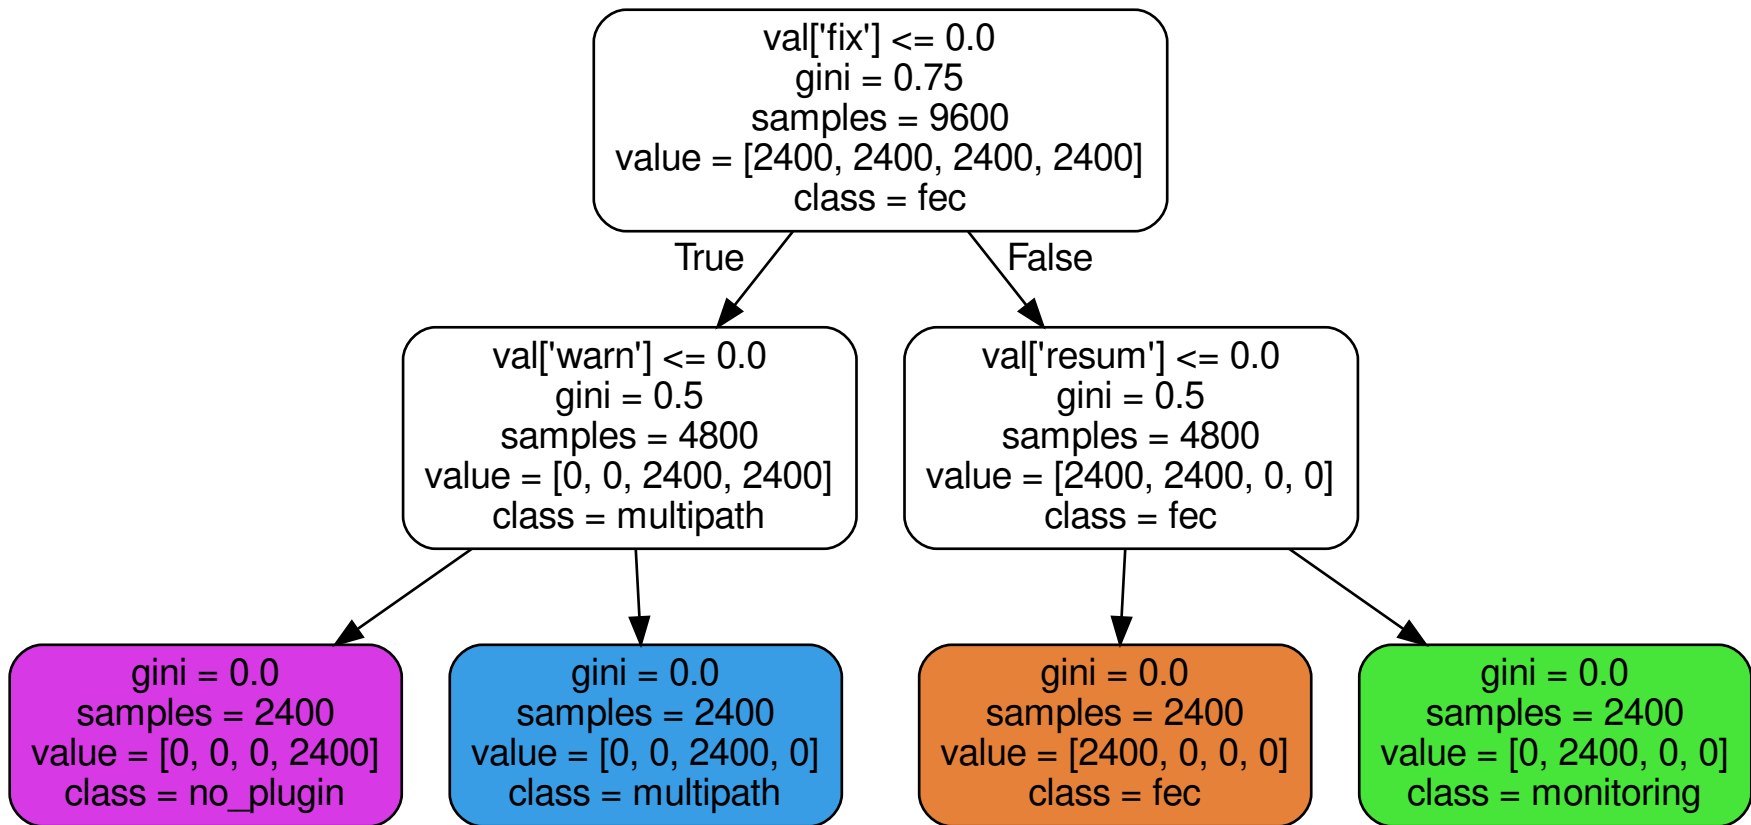 val['fix'] <= 0.0
gini = 0.75
samples = 9600
value = [2400, 2400, 2400, 2400]
class = fec
True
False
val['warn'] <= 0.0
gini = 0.5
samples = 4800
value = [0, 0, 2400, 2400]
class = multipath
val['resum'] <= 0.0
gini = 0.5
samples = 4800
value = [2400, 2400, 0, 0]
class = fec
gini = 0.0
samples = 2400
value = [0, 0, 0, 2400]
class = no_plugin
gini = 0.0
samples = 2400
value = [0, 0, 2400, 0]
class = multipath
gini = 0.0
samples = 2400
value = [2400, 0, 0, 0]
class = fec
gini = 0.0
samples = 2400
value = [0, 2400, 0, 0]
class = monitoring